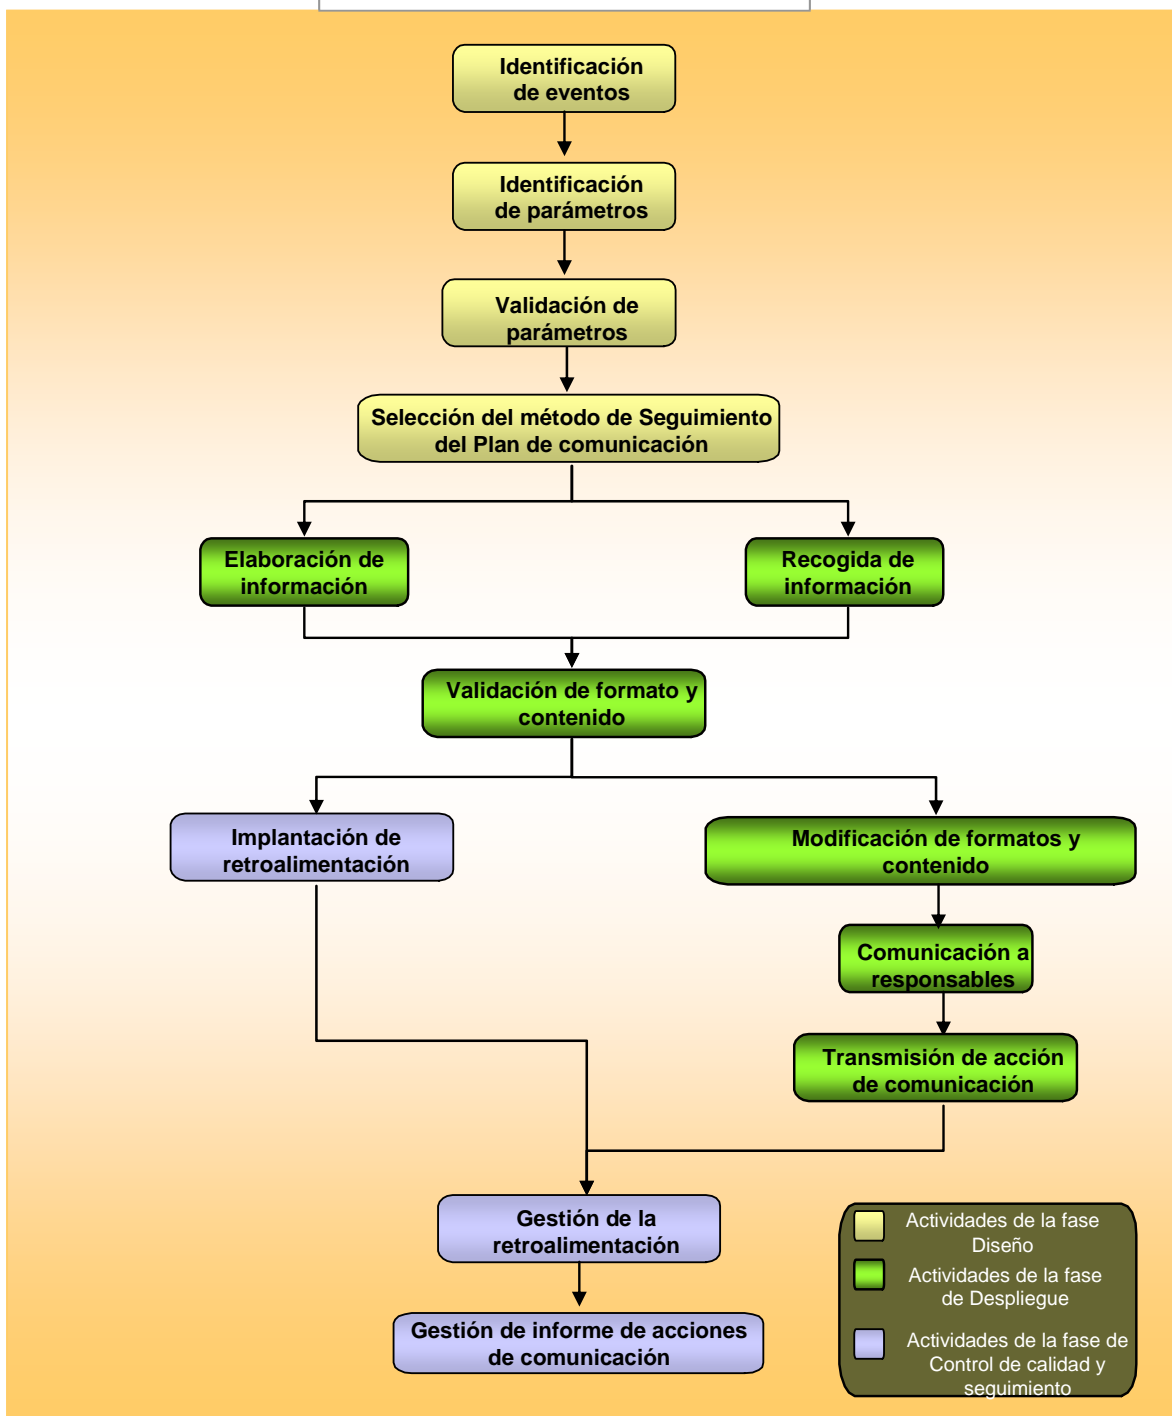 Identificación
de eventos
Identificación
de parámetros
Validación de
parámetros
Selección del método de Seguimiento
del Plan de comunicación
Elaboración de
información
Recogida de
información
Validación de formato y
contenido
Implantación de
retroalimentación
Modificación de formatos y
contenido
Comunicación a
responsables
Transmisión de acción
de comunicación
Gestión de la
retroalimentación
Gestión de informe de acciones
de comunicación
Actividades de la fase
Diseño
Actividades de la fase
de Despliegue
Actividades de la fase de
Control de calidad y
seguimiento